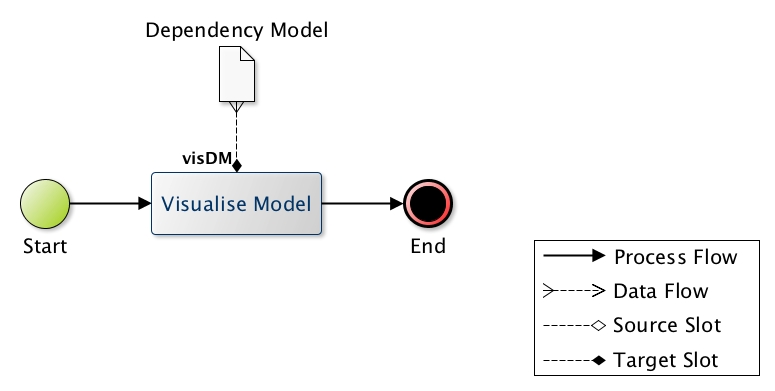 Dependency Model
visDM
Visualise Model
Start
End
Process Flow
Data Flow
Source Slot
Target Slot